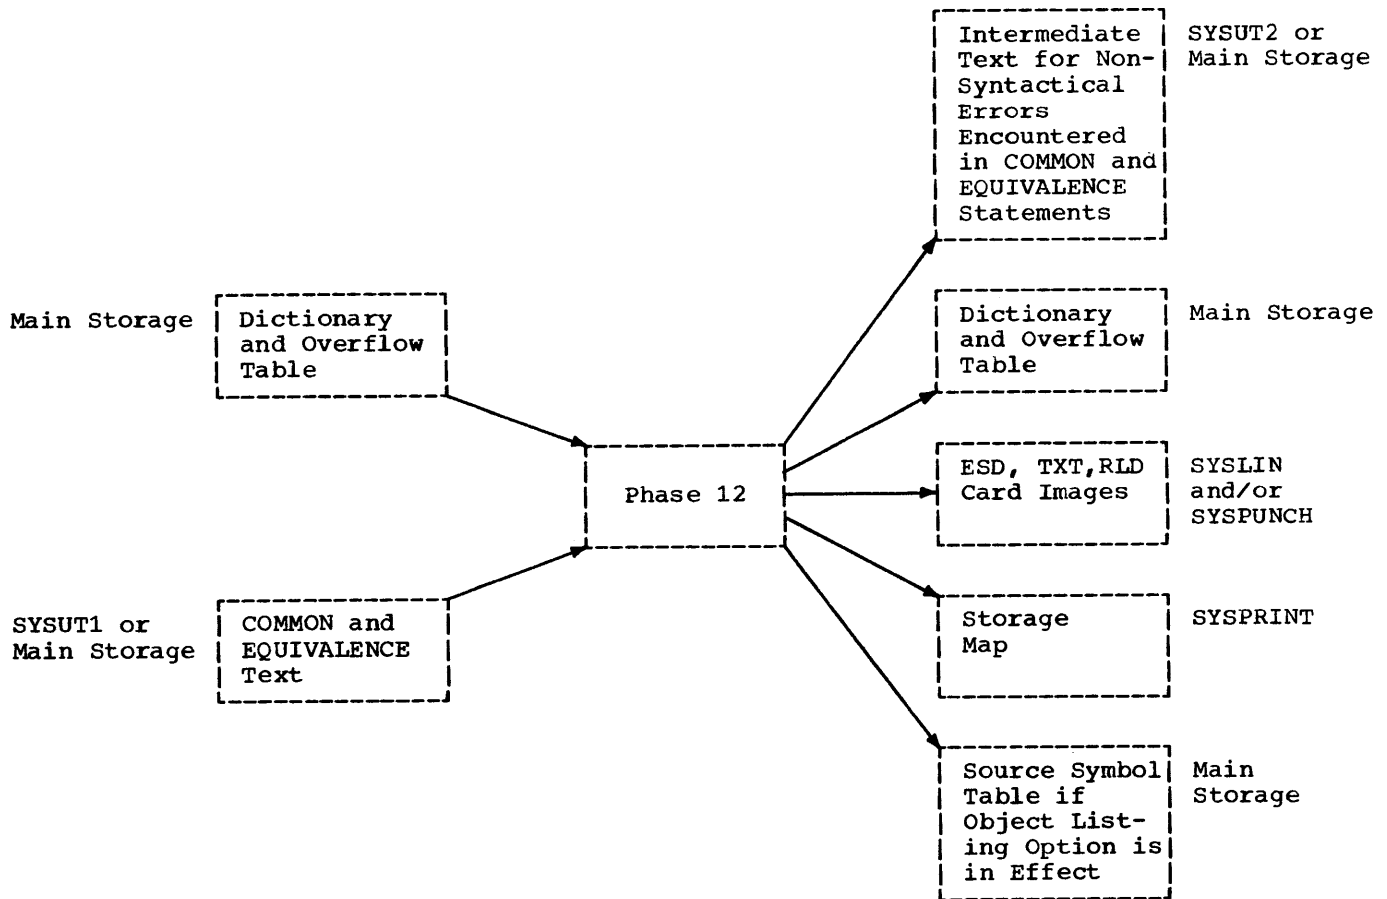 Intermediate
Text for Non-
Syntactical
Errors
Encountered
in COMMON and
EQUIVALENCE
Statements
SYSUT2 or
Main Storage
Main Storage
Dictionary
and Overflow
Table
Dictionary
and Overflow
Table
Main Storage
Phase 12
ESD, TXT,RLD
Card Images
SYSLIN
and/or
SYSPUNCH
SYSUT1 or
Main Storage
COMMON and
EQUIVALENCE
Text
Storage
Map
SYSPRINT
Source Symbol
Table if
Object List-
ing Option is
in Effect
Main
Storage